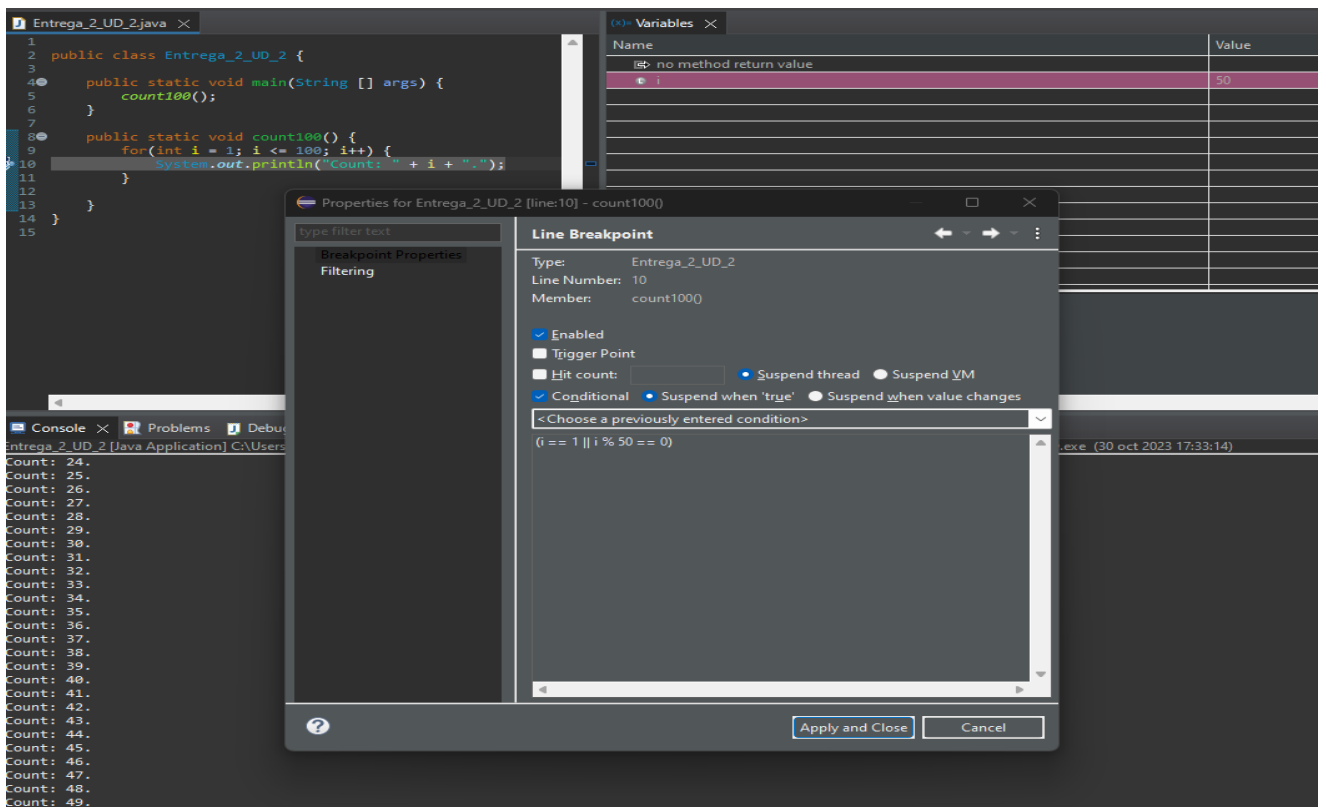 Entrega_2_UD_2.java
1
2 public class Entrega_2_UD_2 {
3
4 public static void main(String [] args) {
5 count100();
6 }
7
8 public static void count100() {
9 for(int i = 1; i <= 100; i++) {
10 System.out.println("Count: " + i + ".");
11 }
12
13 }
14 }
15
(x)= Variables
Name Value
no method return value
i 50
Properties for Entrega_2_UD_2 [line:10] - count100()
type filter text
Breakpoint Properties
Filtering
Line Breakpoint
Type: Entrega_2_UD_2
Line Number: 10
Member: count100()
Enabled
Trigger Point
Hit count: Suspend thread Suspend VM
Conditional Suspend when 'true' Suspend when value changes
<Choose a previously entered condition>
(i == 1 || i % 50 == 0)
Apply and Close Cancel
Console Problems Debu
Entrega_2_UD_2 [Java Application] C:\Users .exe (30 oct 2023 17:33:14)
Count: 24.
Count: 25.
Count: 26.
Count: 27.
Count: 28.
Count: 29.
Count: 30.
Count: 31.
Count: 32.
Count: 33.
Count: 34.
Count: 35.
Count: 36.
Count: 37.
Count: 38.
Count: 39.
Count: 40.
Count: 41.
Count: 42.
Count: 43.
Count: 44.
Count: 45.
Count: 46.
Count: 47.
Count: 48.
Count: 49.